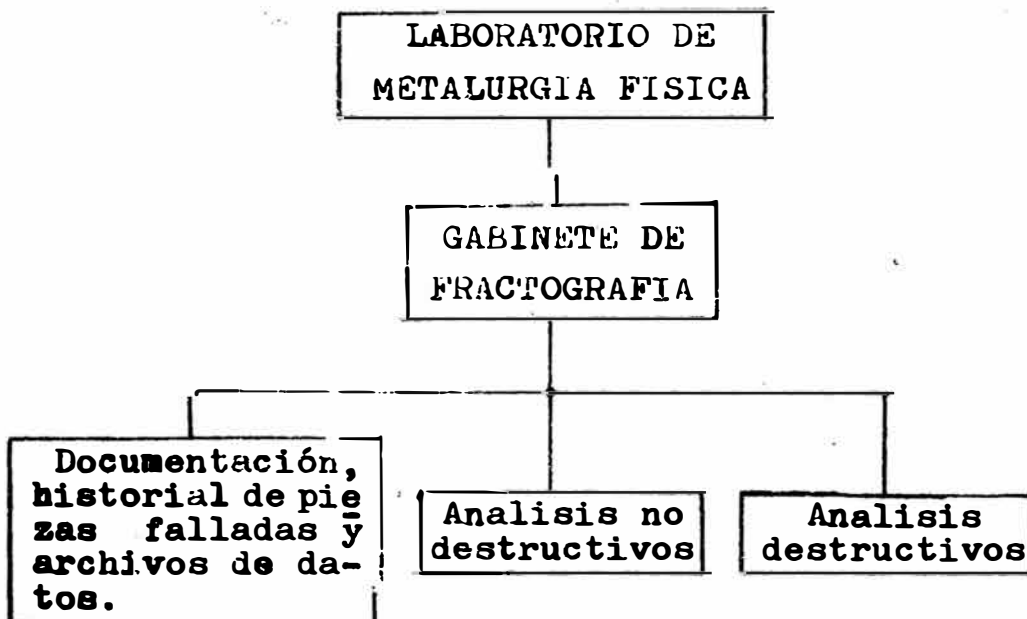 LABORATORIO DE
METALURGIA FISICA
GABINETE DE
FRACTOGRAFIA
Documentación,
historial de pie
zas falladas y
archivos de da-
tos.
Analisis no
destructivos
Analisis
destructivos